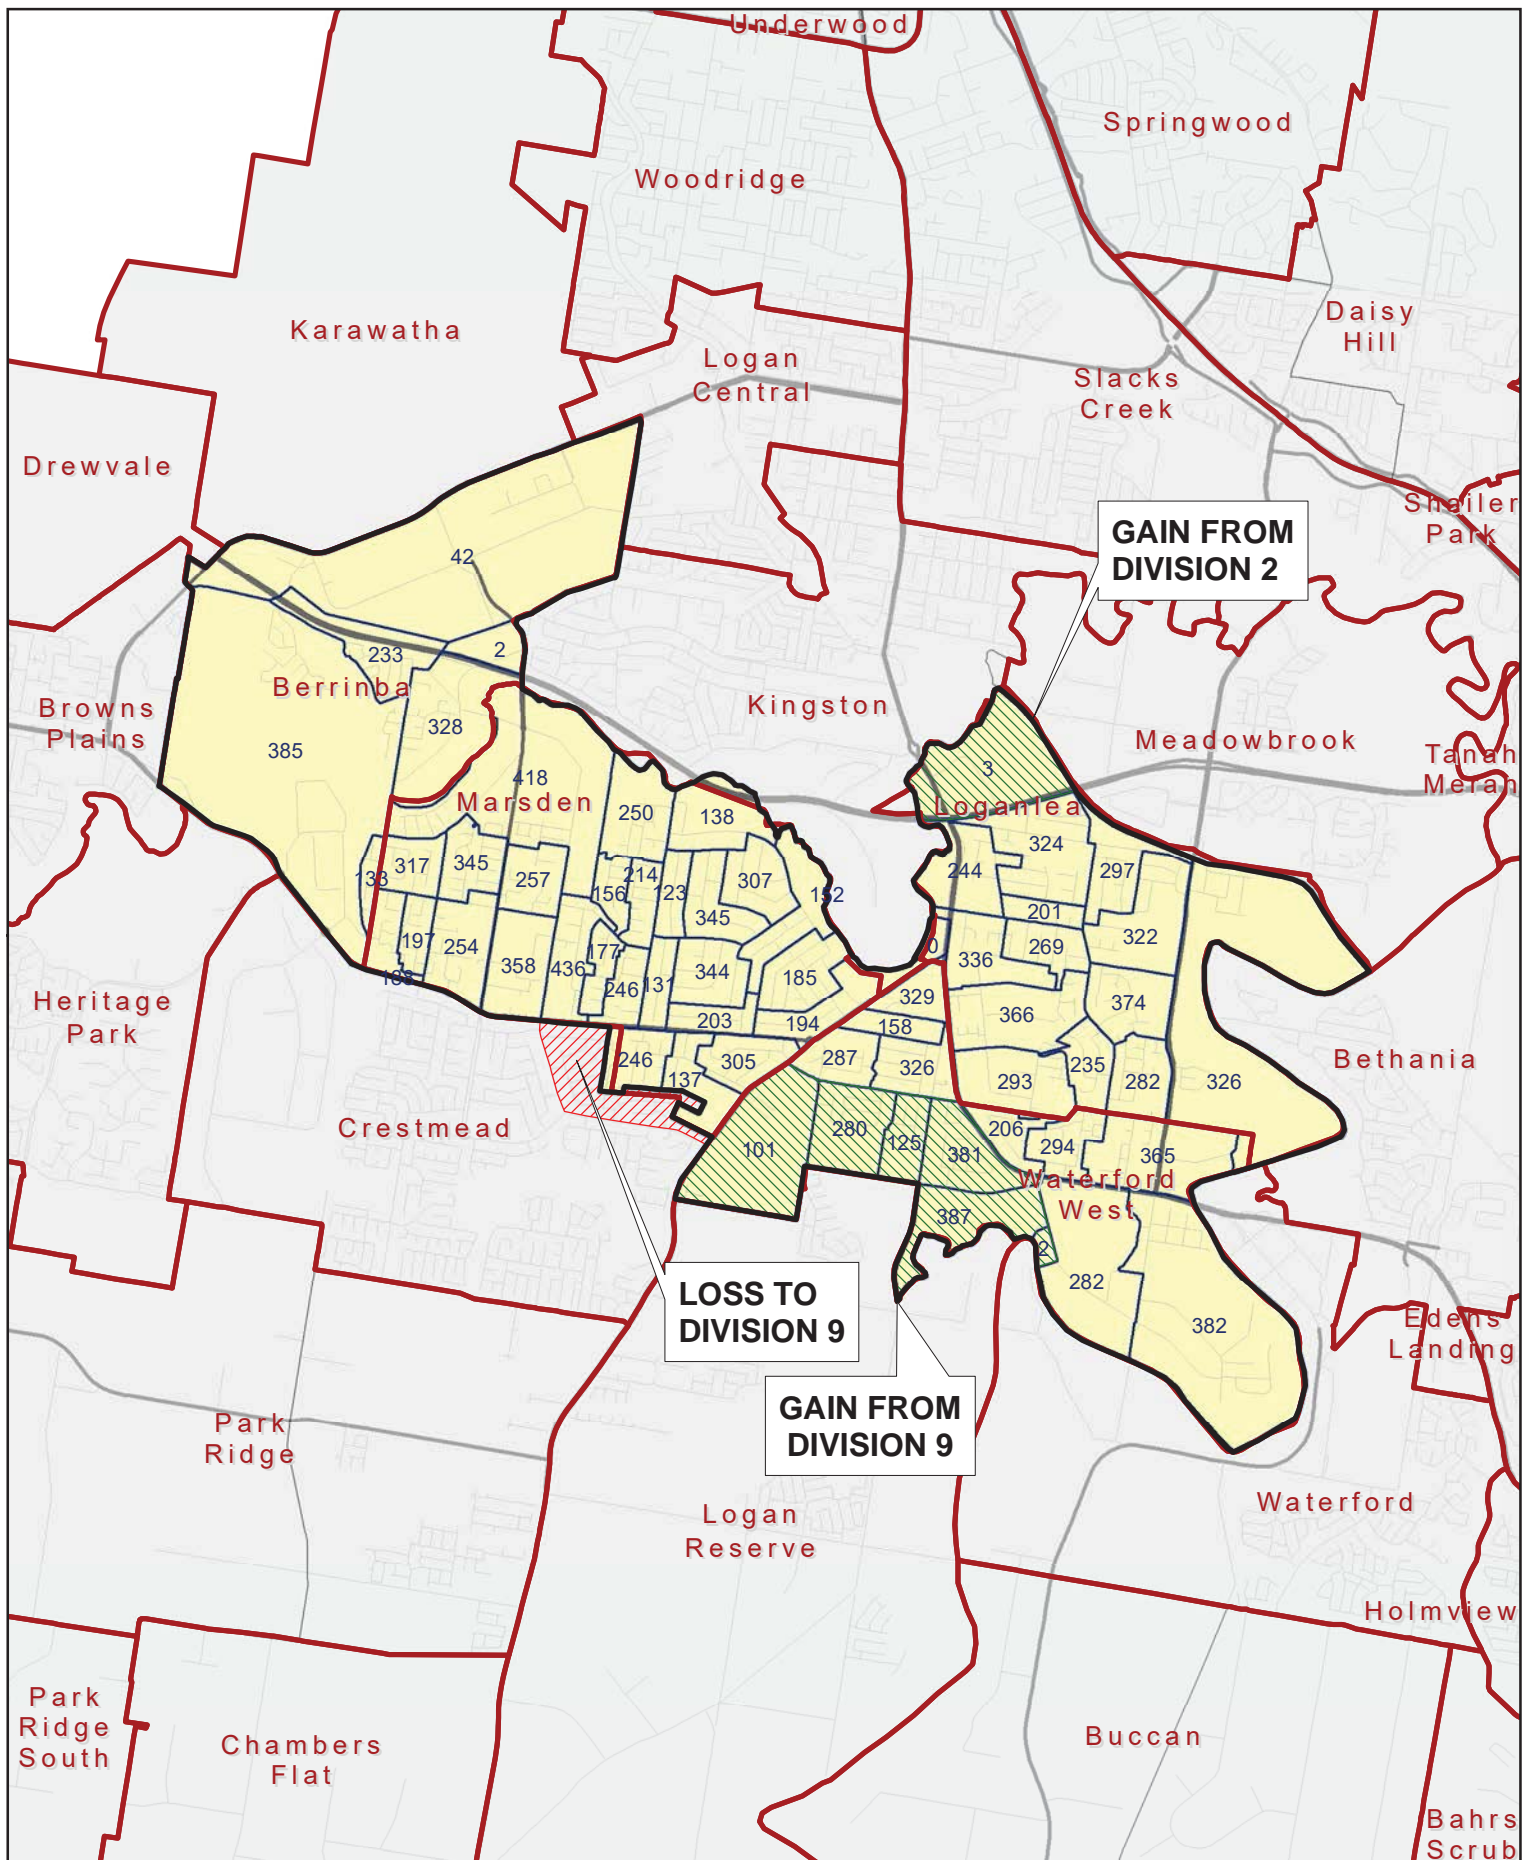 Underwood
Springwood
Woodridge
Karawatha
Daisy
Hill
Logan
Central
Slacks
Creek
Drewvale
Shailer
Park
GAIN FROM
DIVISION 2
42
2
233
Berrinba
328
385
Browns
Plains
Kingston
Meadowbrook
Tanah
Merah
3
Loganlea
418
Marsden
250
138
324
244
297
317
345
257
133
214
156
123
307
152
345
201
322
197
254
358
436
177
246
131
344
185
0
336
269
188
329
366
374
203
194
158
Heritage
Park
Bethania
246
137
305
287
326
293
235
282
326
Crestmead
101
280
125
381
206
294
365
Waterford
West
387
2
282
382
LOSS TO
DIVISION 9
GAIN FROM
DIVISION 9
Edens
Landing
Park
Ridge
Logan
Reserve
Waterford
Holmview
Park
Ridge
South
Chambers
Flat
Buccan
Bahrs
Scrub